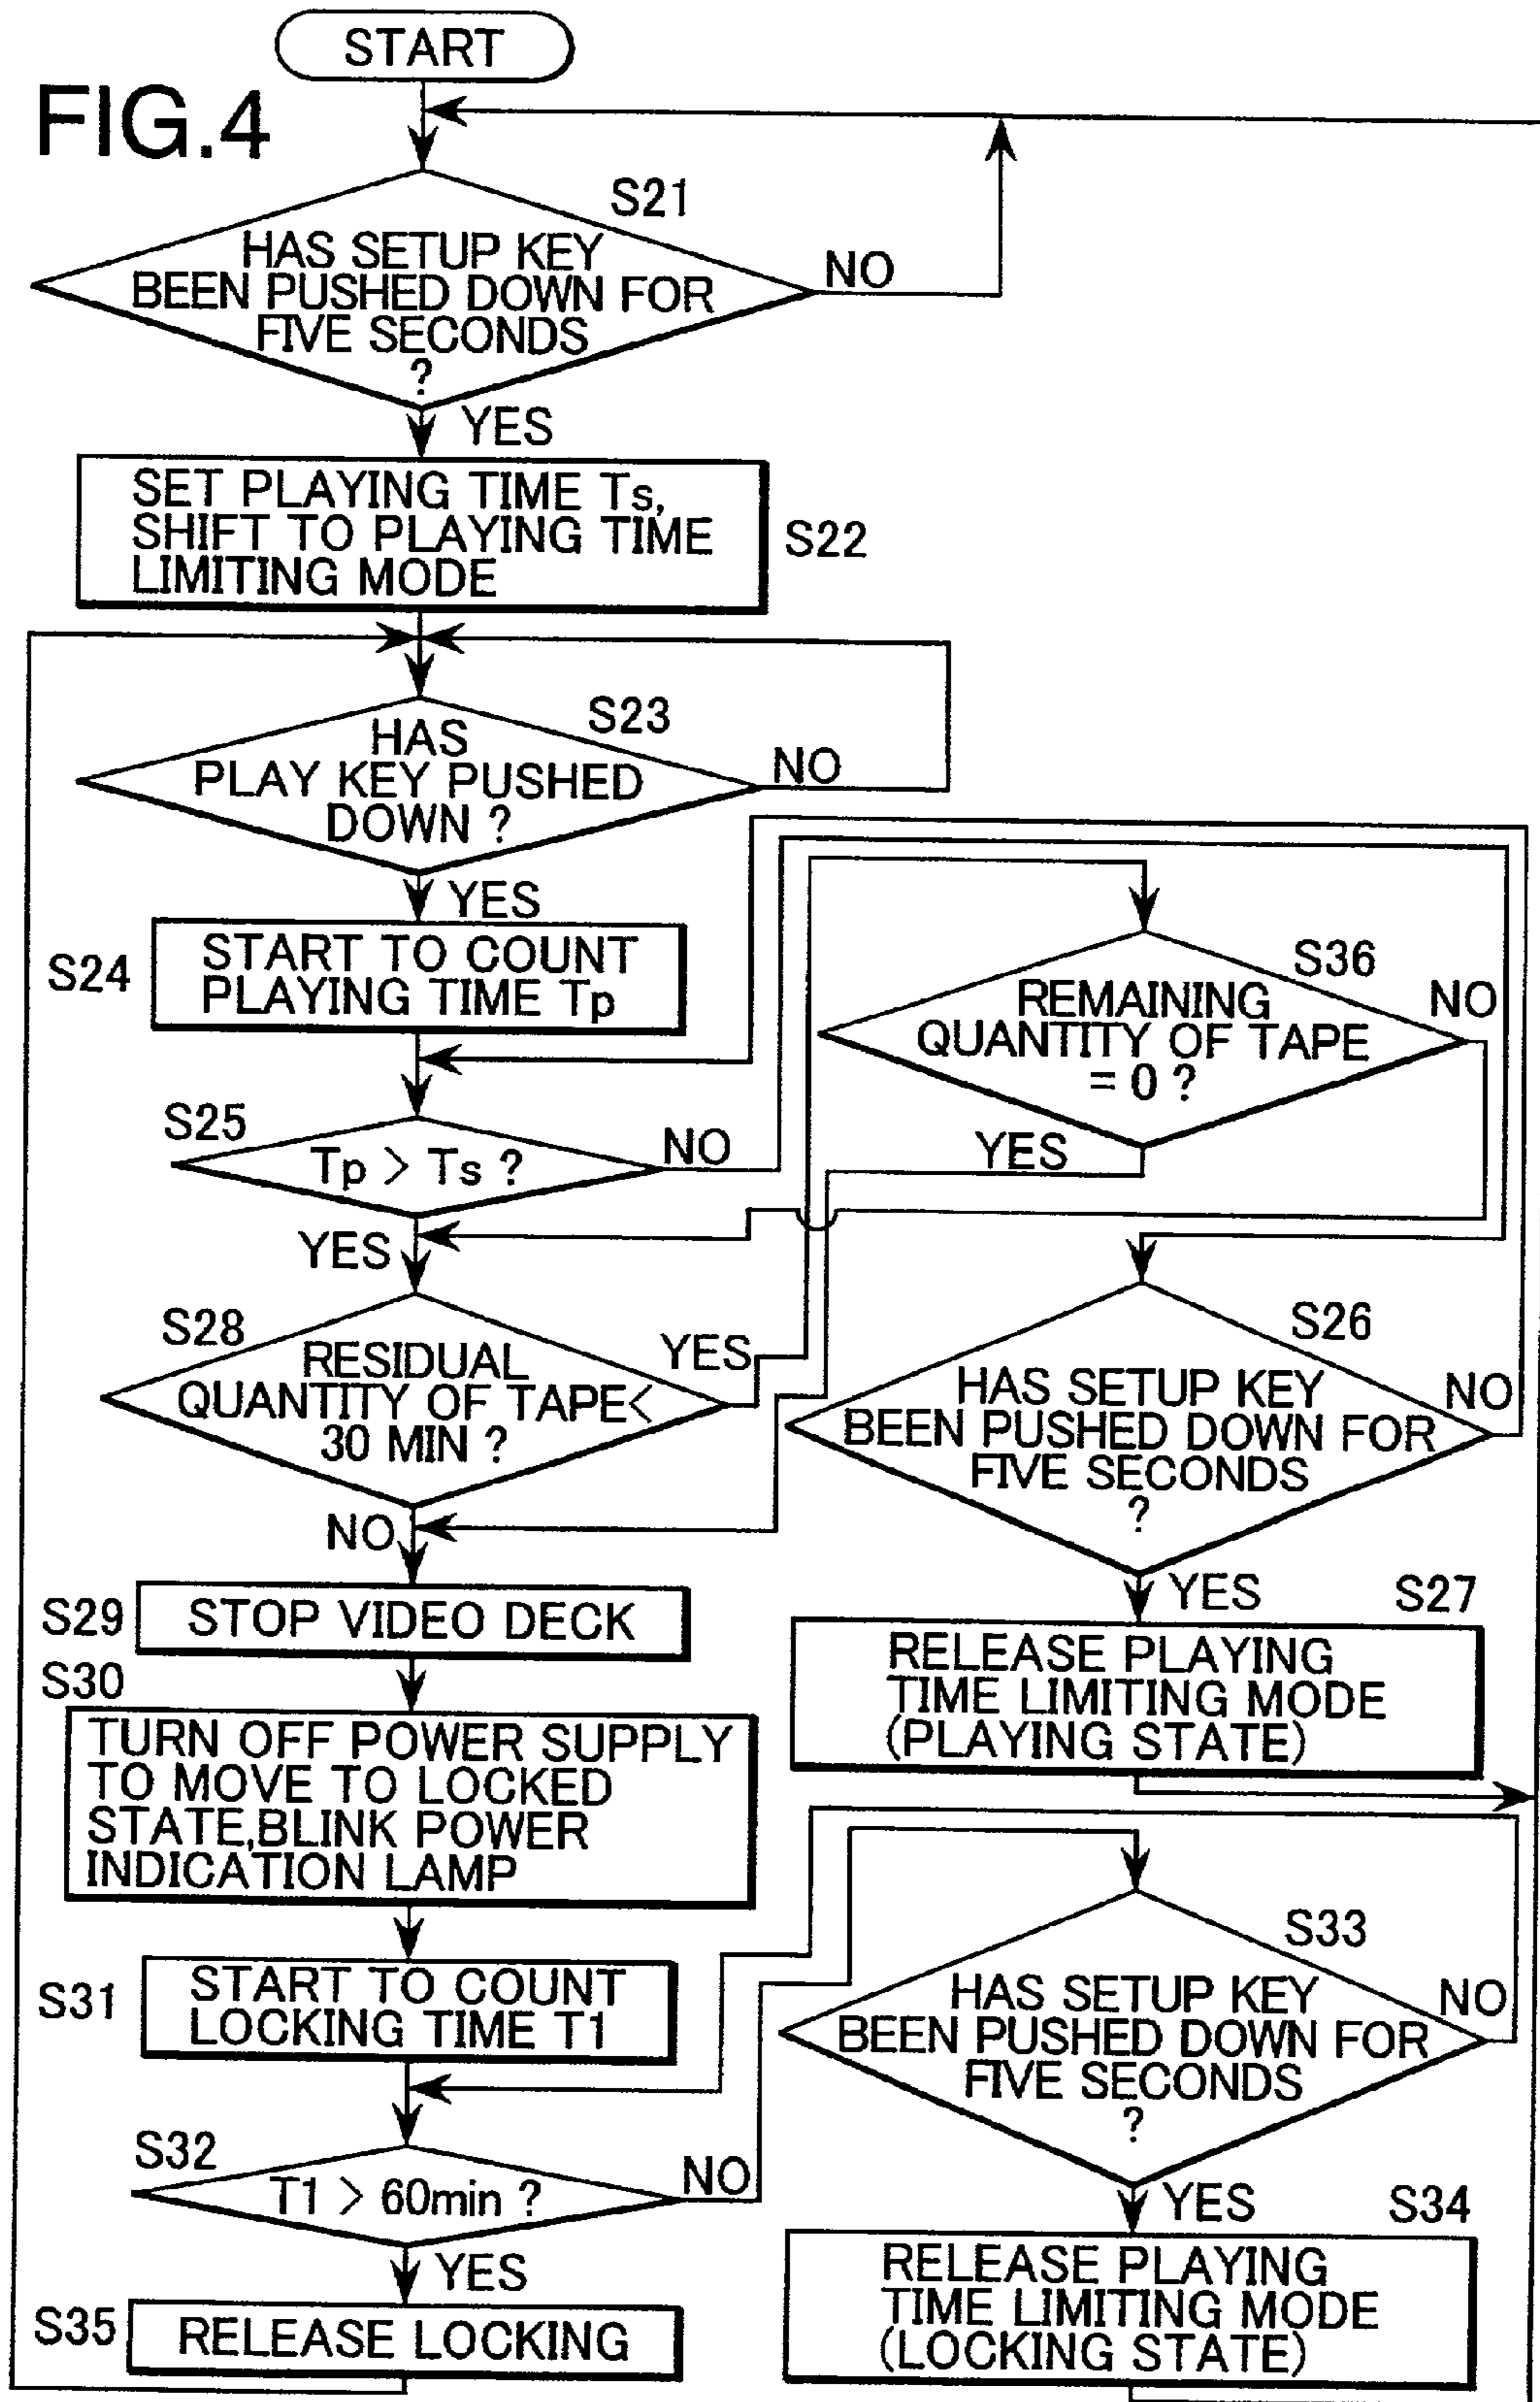 START
FIG.4
S21
HAS SETUP KEY
BEEN PUSHED DOWN FOR
FIVE SECONDS
?
NO
YES
SET PLAYING TIME Ts,
SHIFT TO PLAYING TIME
LIMITING MODE
S22
S23
HAS
PLAY KEY PUSHED
DOWN ?
NO
YES
S24
START TO COUNT
PLAYING TIME Tp
S36
REMAINING
QUANTITY OF TAPE
= 0 ?
NO
YES
S25
Tp > Ts ?
NO
YES
S28
RESIDUAL
QUANTITY OF TAPE<
30 MIN ?
YES
NO
S26
HAS SETUP KEY
BEEN PUSHED DOWN FOR
FIVE SECONDS
?
NO
YES
S27
RELEASE PLAYING
TIME LIMITING MODE
(PLAYING STATE)
S29
STOP VIDEO DECK
S30
TURN OFF POWER SUPPLY
TO MOVE TO LOCKED
STATE,BLINK POWER
INDICATION LAMP
S31
START TO COUNT
LOCKING TIME T1
S33
HAS SETUP KEY
BEEN PUSHED DOWN FOR
FIVE SECONDS
?
NO
YES
S32
T1 > 60min ?
NO
YES
S34
RELEASE PLAYING
TIME LIMITING MODE
(LOCKING STATE)
S35
RELEASE LOCKING